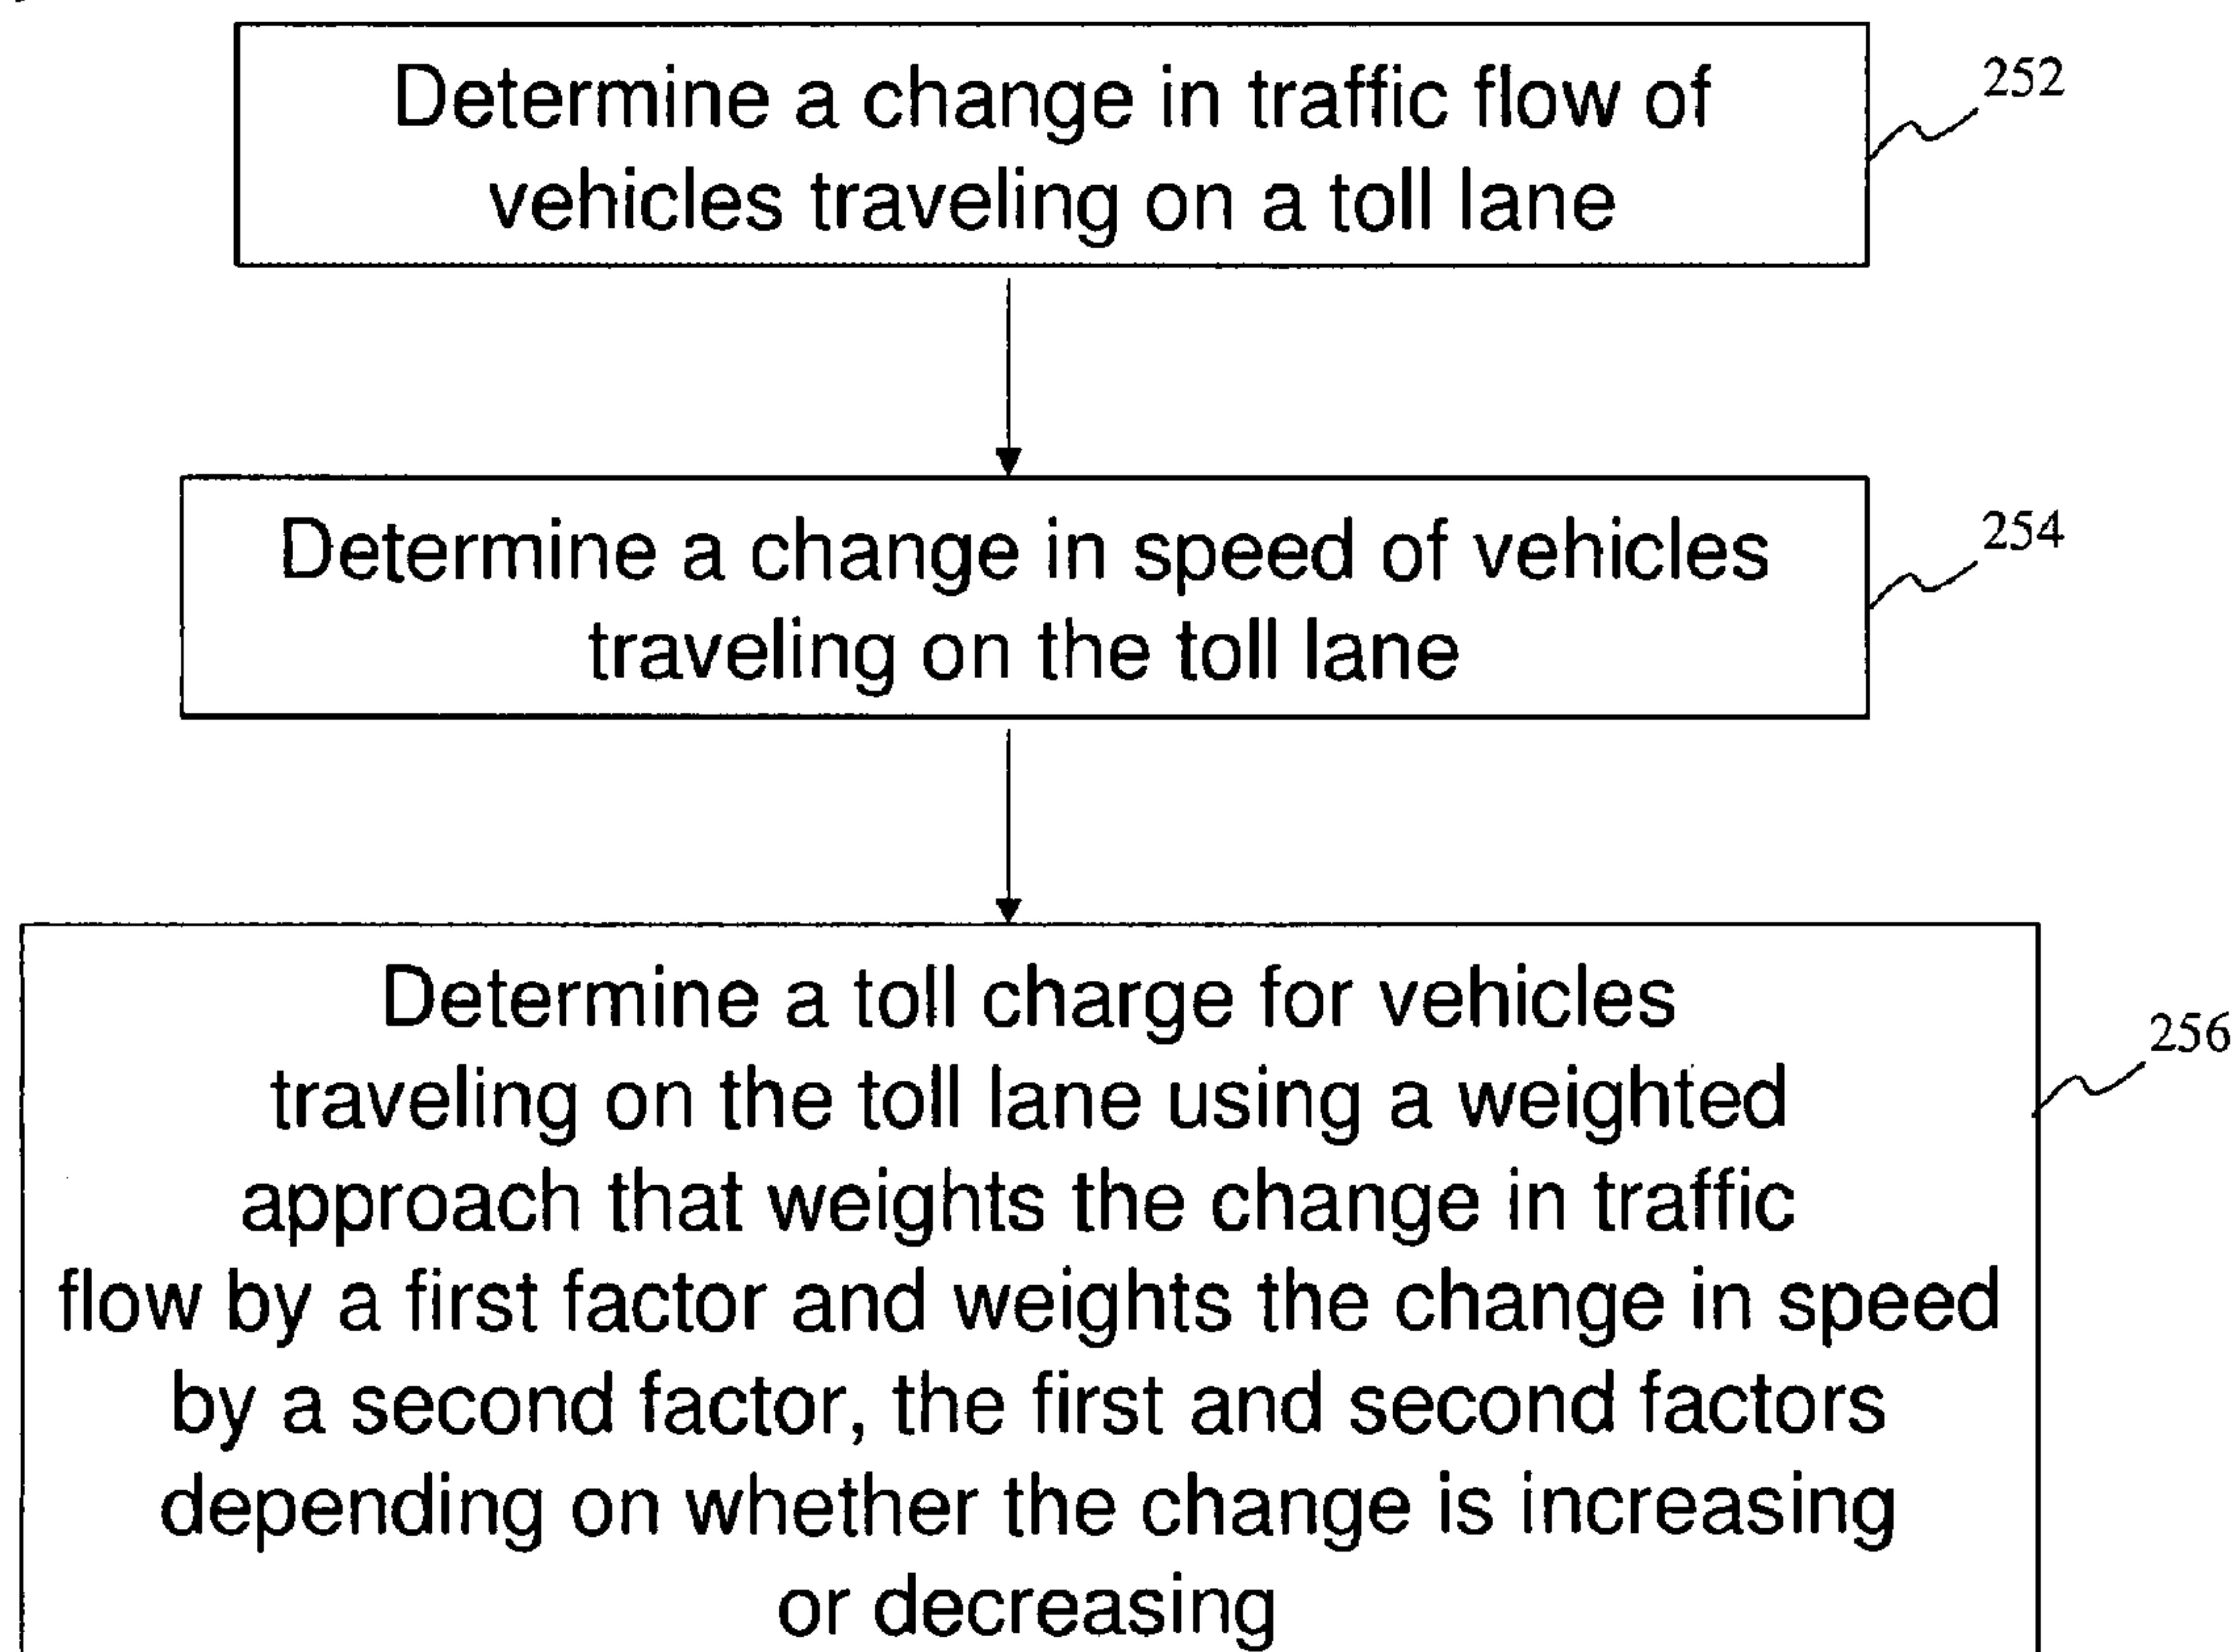 Determine a change in traffic flow of
vehicles traveling on a toll lane
252
Determine a change in speed of vehicles
traveling on the toll lane
254
Determine a toll charge for vehicles
traveling on the toll lane using a weighted
approach that weights the change in traffic
flow by a first factor and weights the change in speed
by a second factor, the first and second factors
depending on whether the change is increasing
or decreasing
256